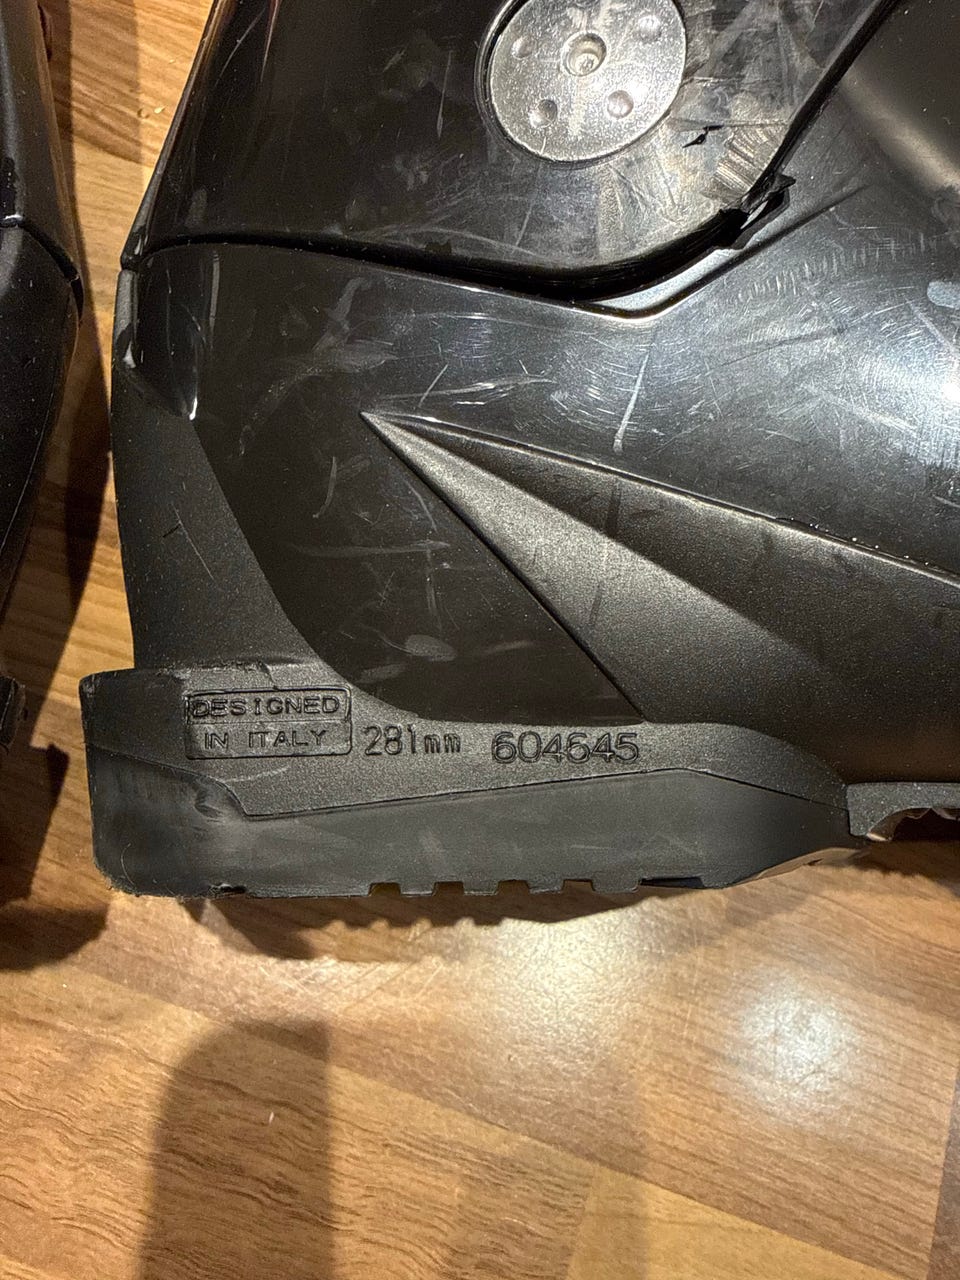 DESIGNED
IN ITALY 281mm 604645